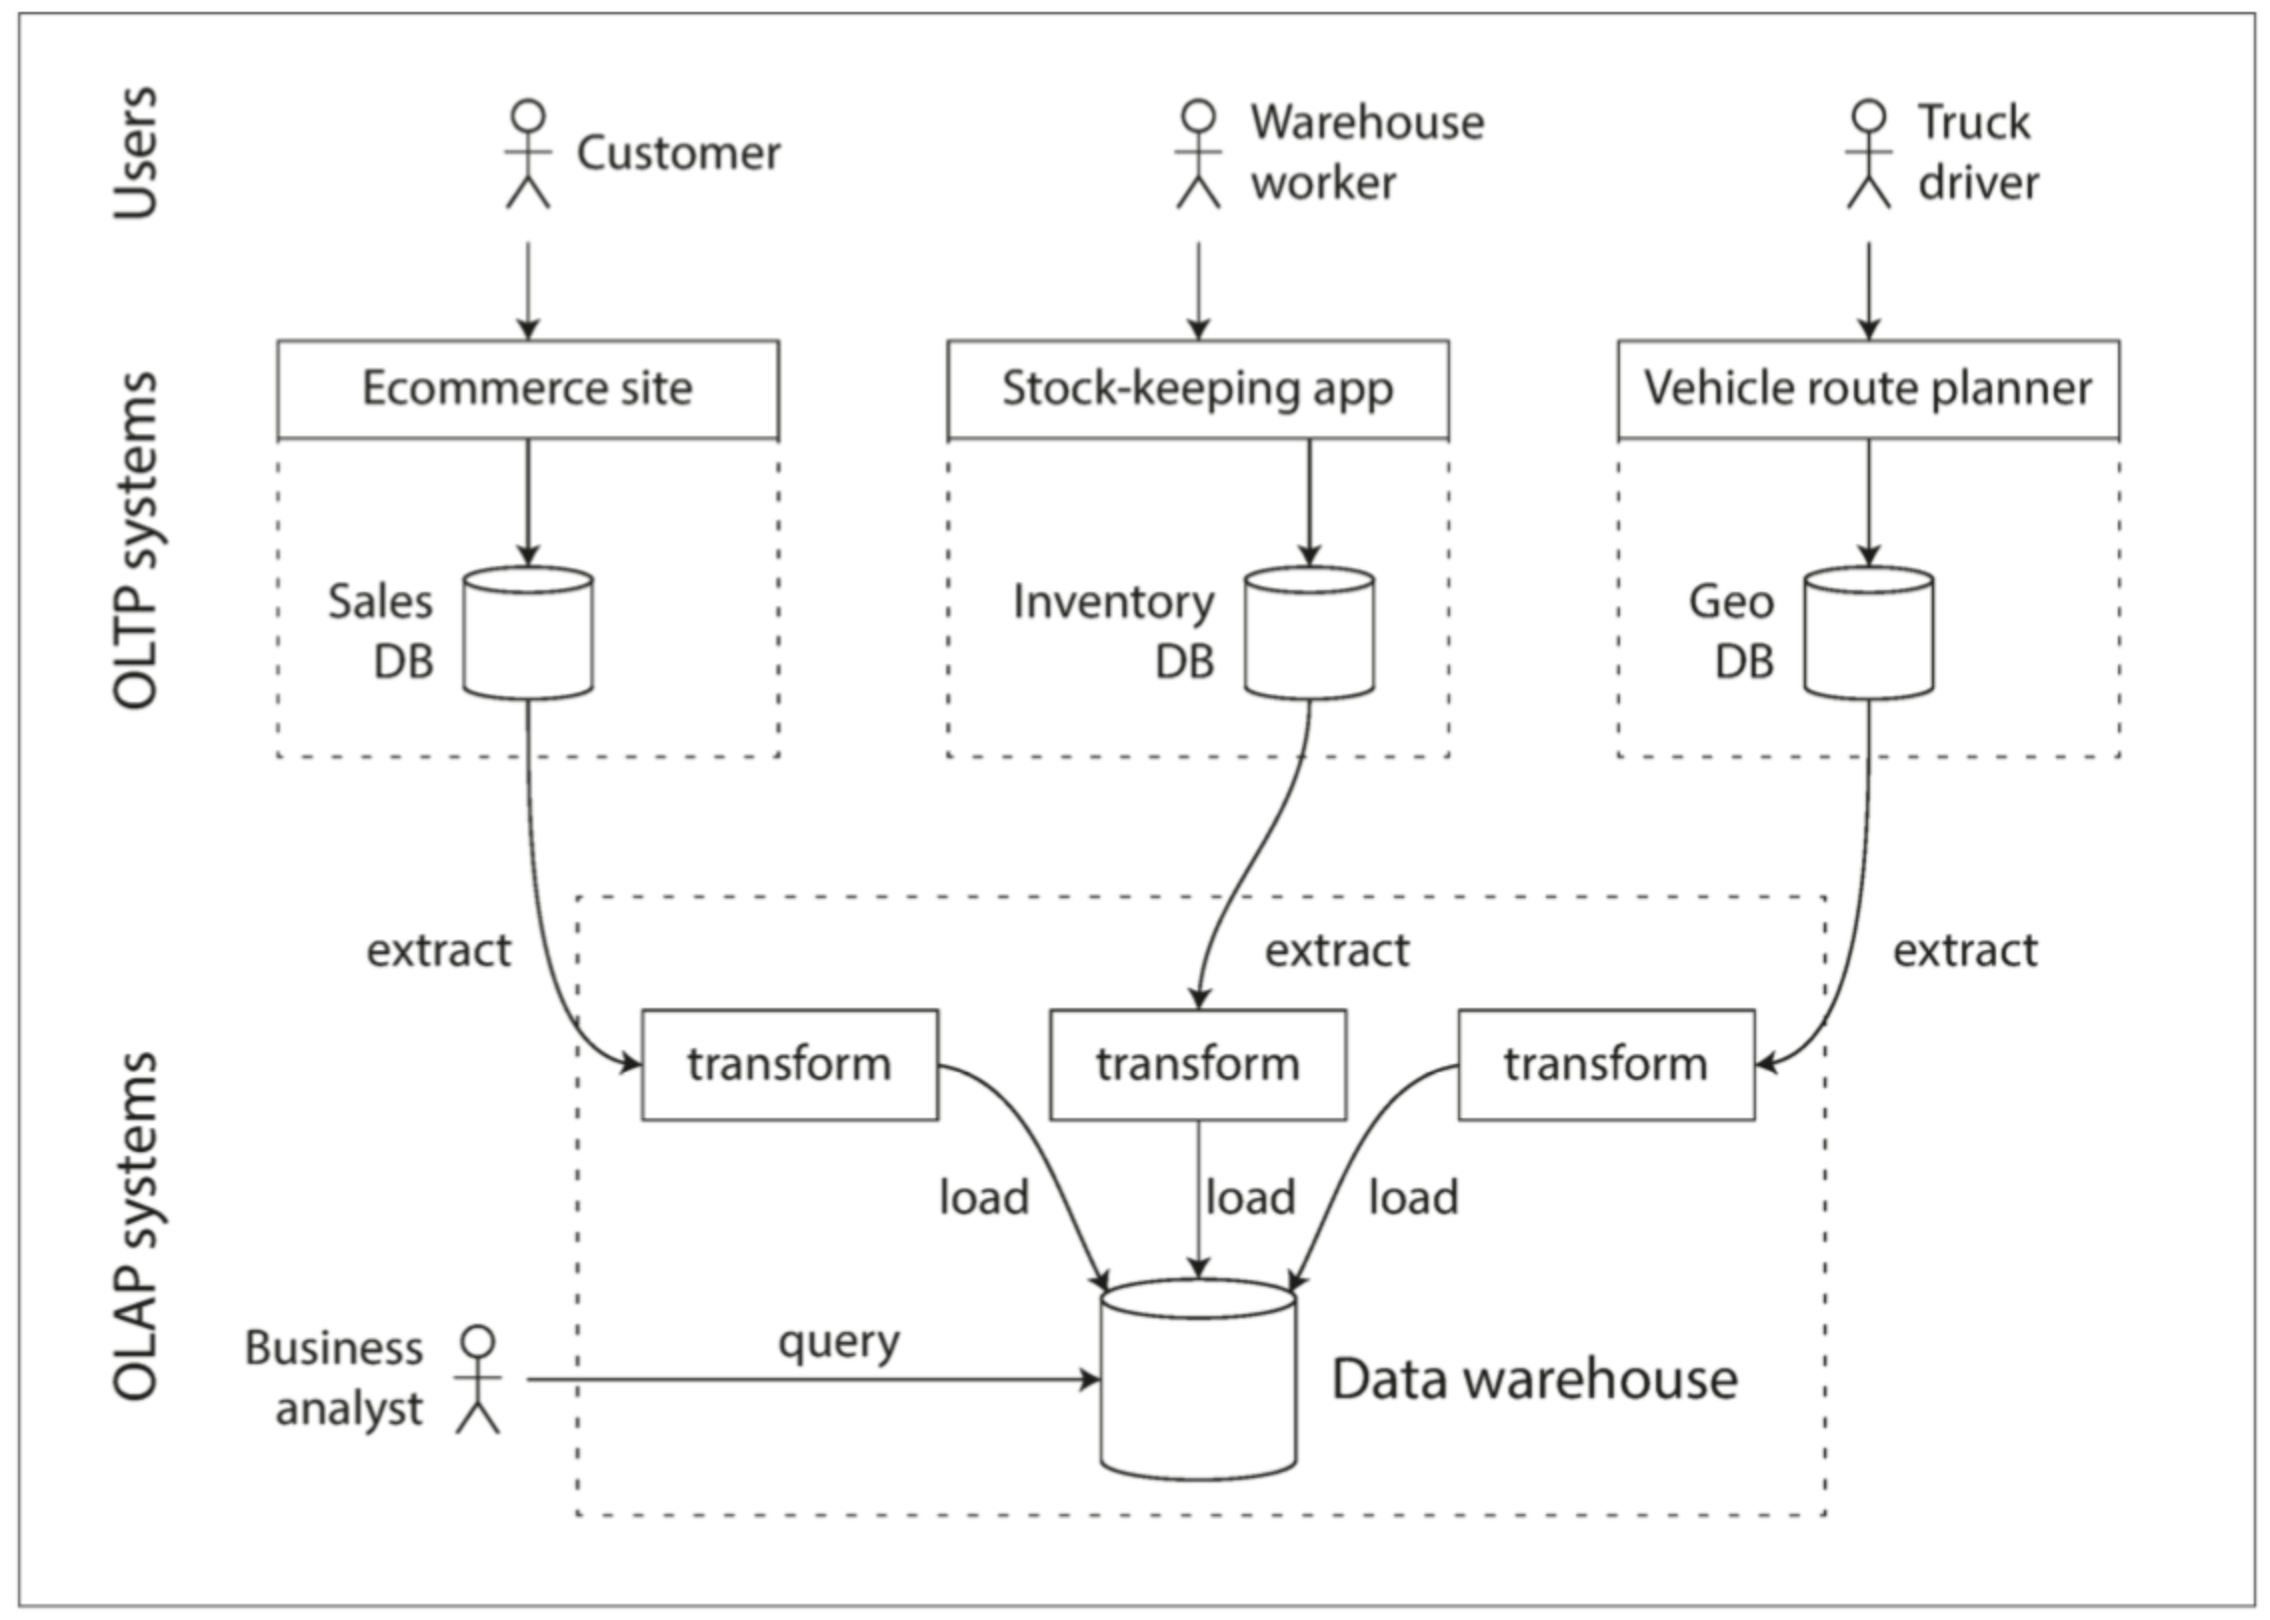 Users
Customer
Warehouse
worker
Truck
driver
OLTP systems
Ecommerce site
Stock-keeping app
Vehicle route planner
Sales
DB
Inventory
DB
Geo
DB
extract
extract
extract
OLAP systems
transform
transform
transform
load
load
load
Business
analyst
query
Data warehouse